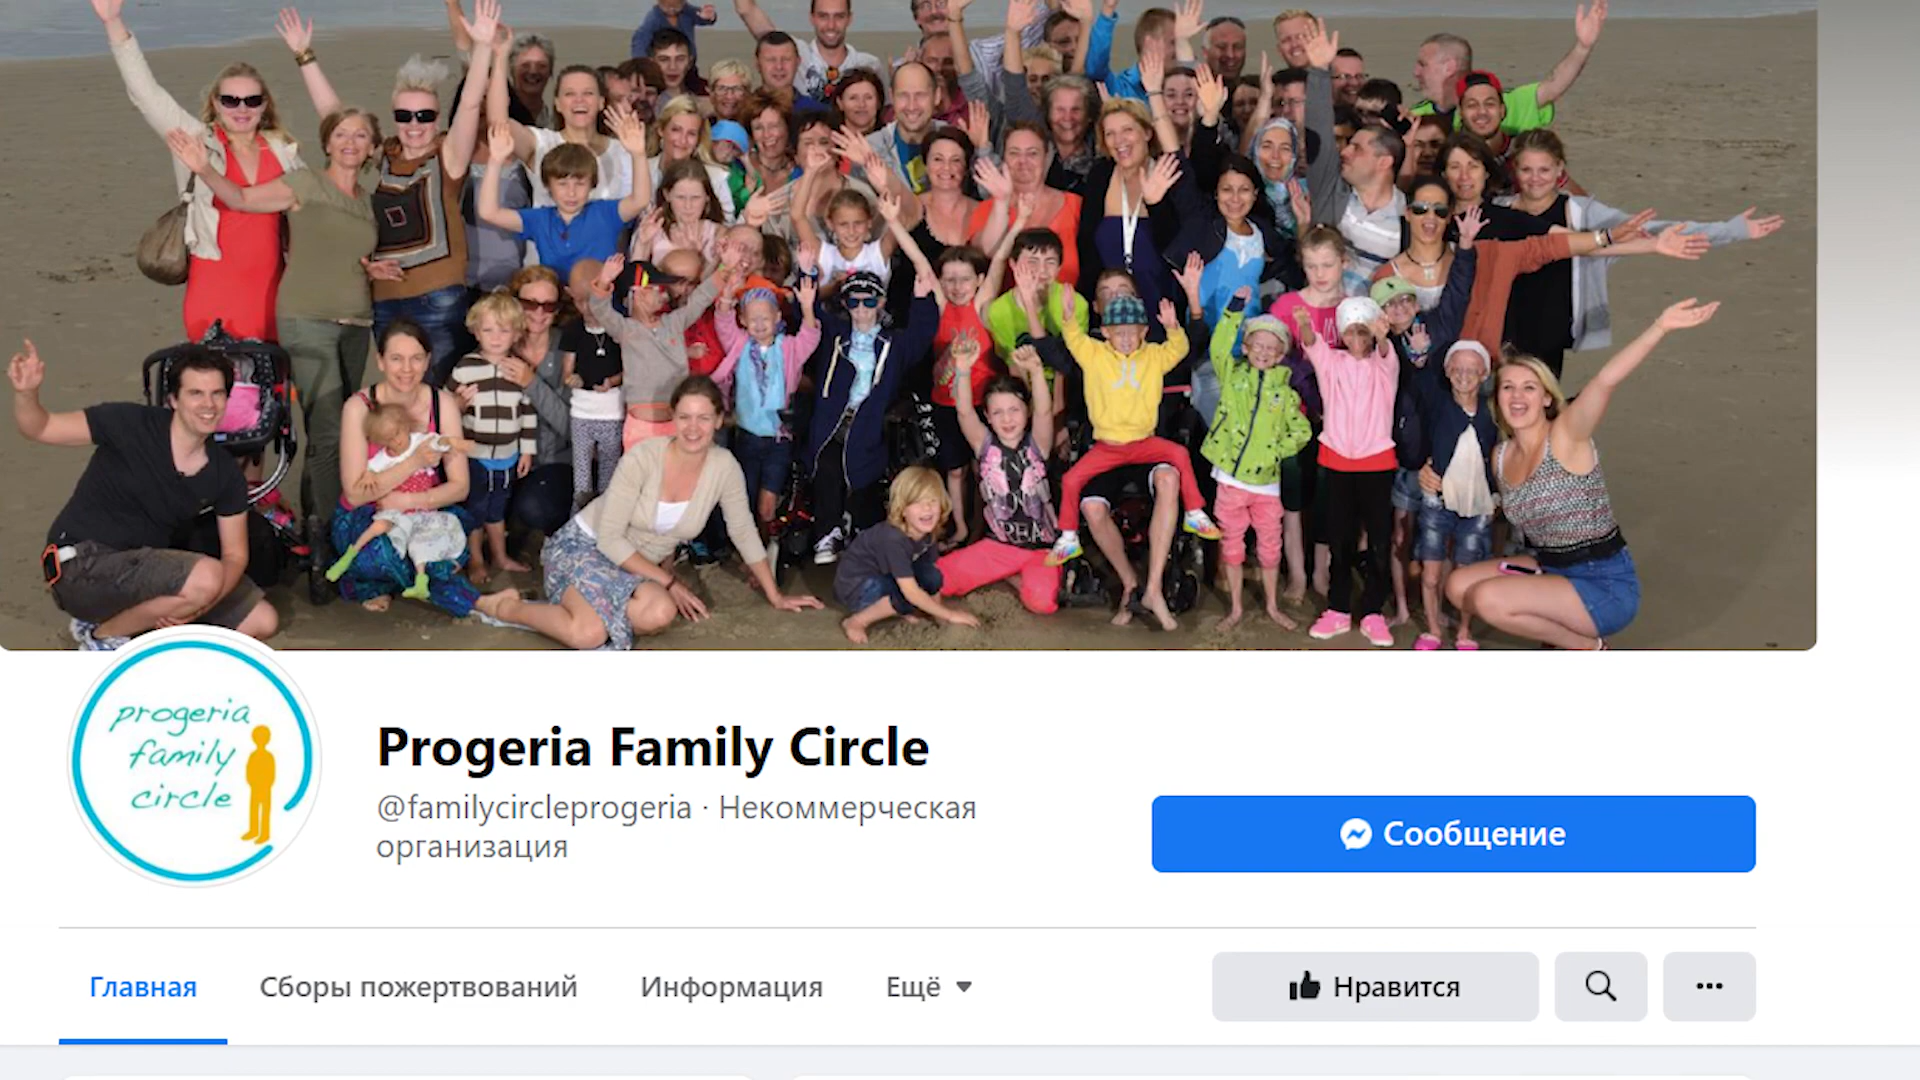 progeria
family
circle
Progeria Family Circle
@familycircleprogeria · Некоммерческая
организация
Сообщение
Главная
Сборы пожертвований
Информация
Ещё
Нравится